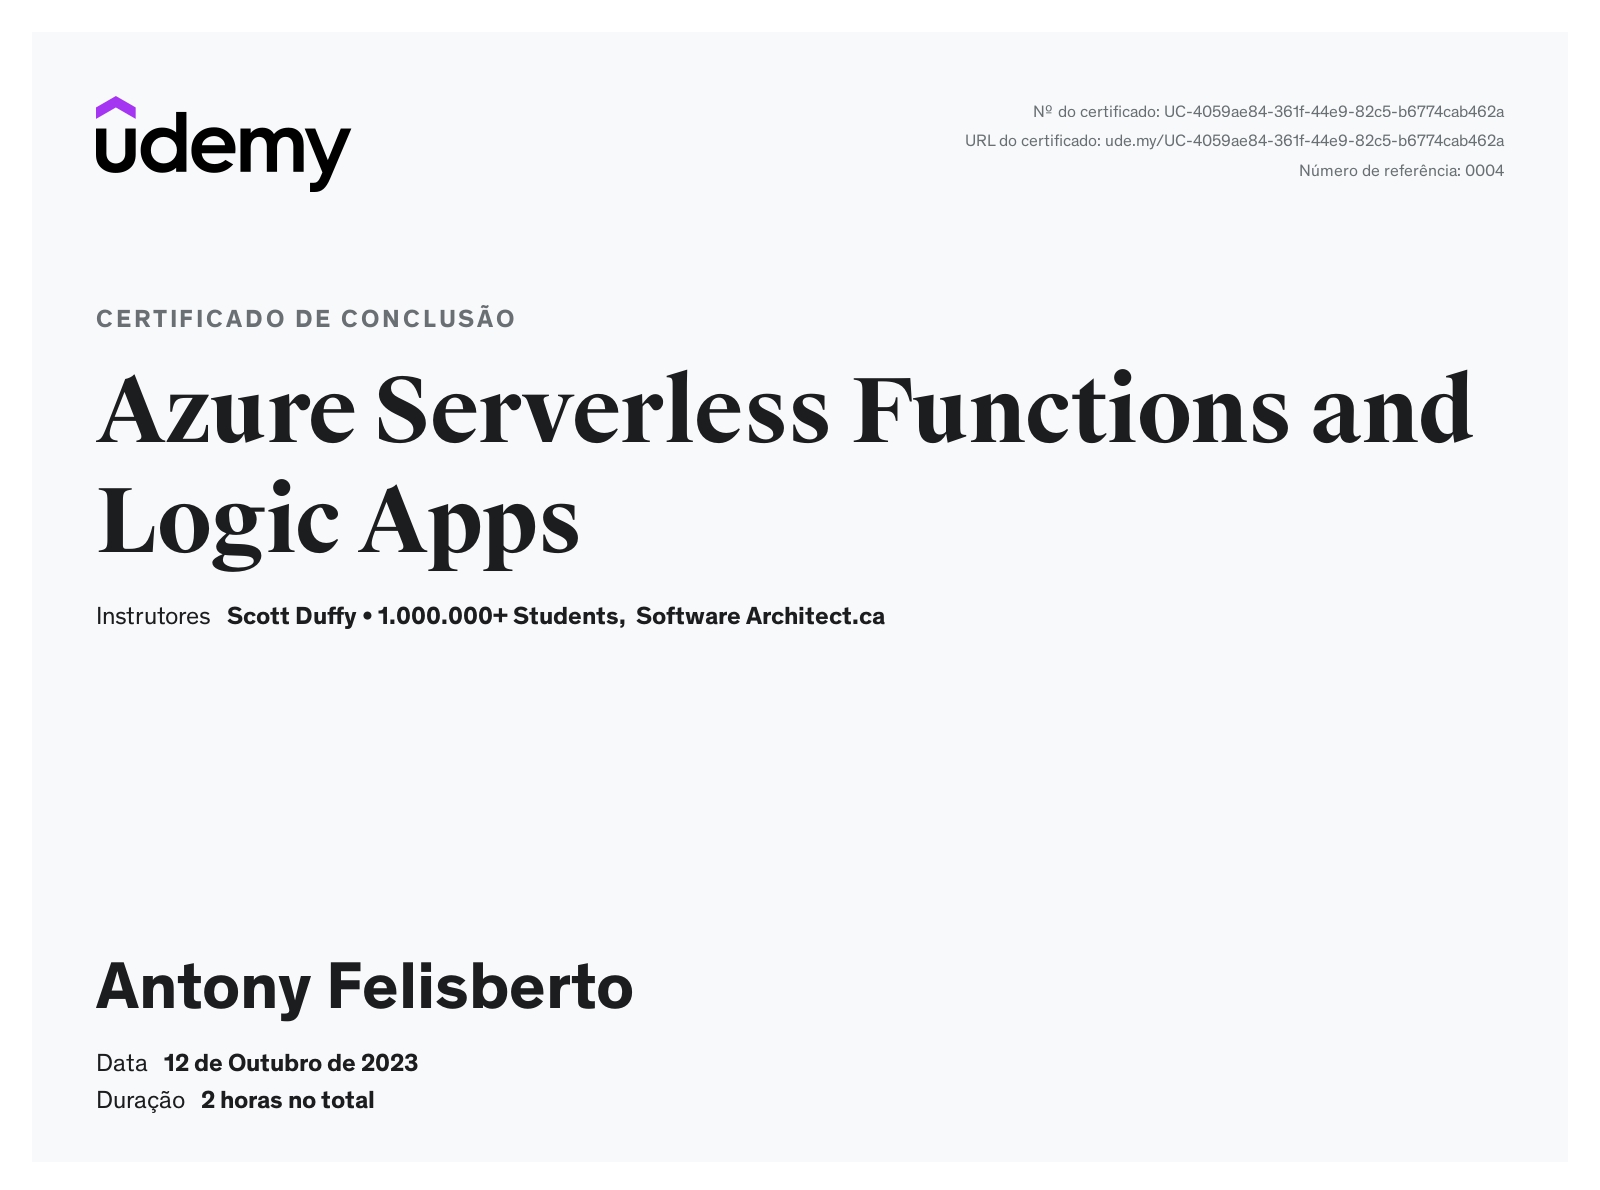 udemy
Nº do certificado: UC-4059ae84-361f-44e9-82c5-b6774cab462a
URL do certificado: ude.my/UC-4059ae84-361f-44e9-82c5-b6774cab462a
Número de referência: 0004
CERTIFICADO DE CONCLUSÃO
Azure Serverless Functions and
Logic Apps
Instrutores Scott Duffy • 1.000.000+ Students, Software Architect.ca
Antony Felisberto
Data 12 de Outubro de 2023
Duração 2 horas no total